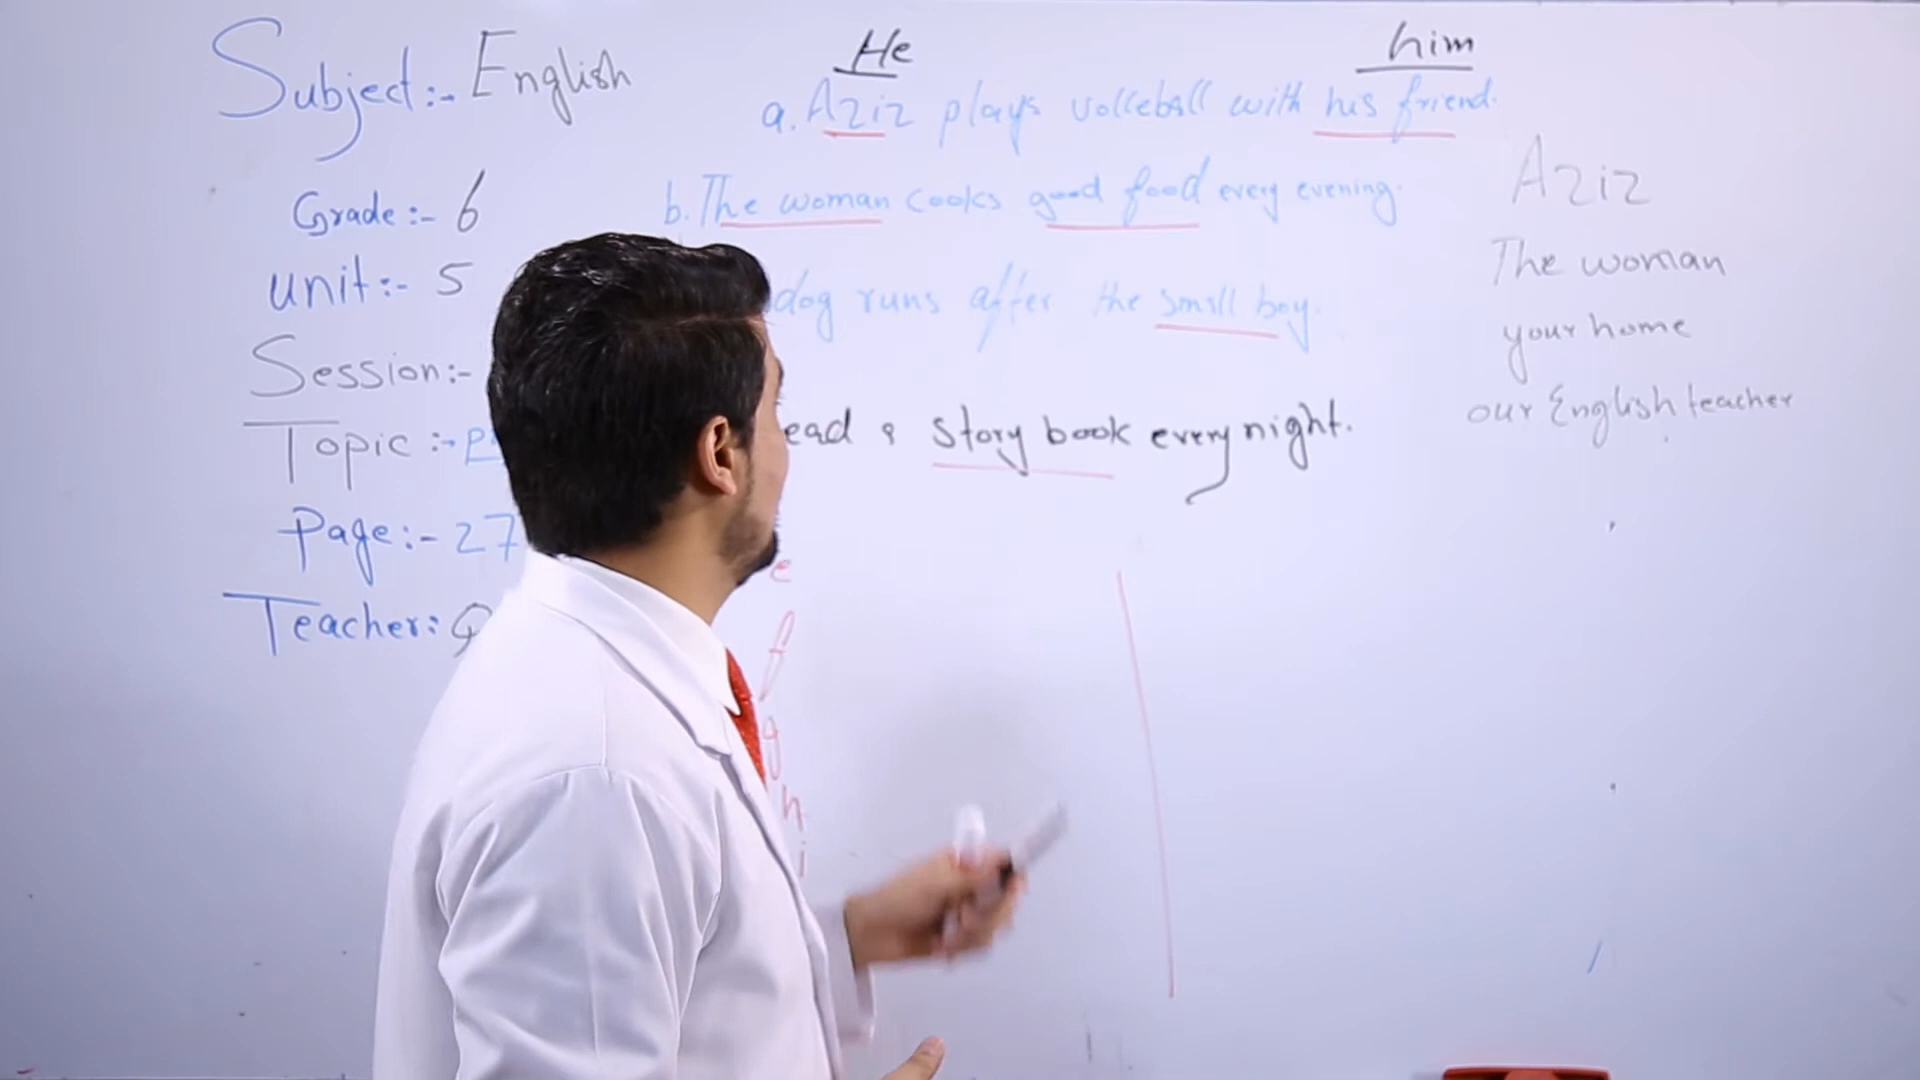 Subject:- English
Grade:- 6
unit:- 5
Session:-
Topic:-
Page:- 27
Teacher:
He
him
a. Aziz plays volleball with his friend.
b. The woman cooks good food every evening.
dog runs after the small boy.
ead a story book every night.
e
f
g
h
i
Aziz
The woman
your home
our English teacher